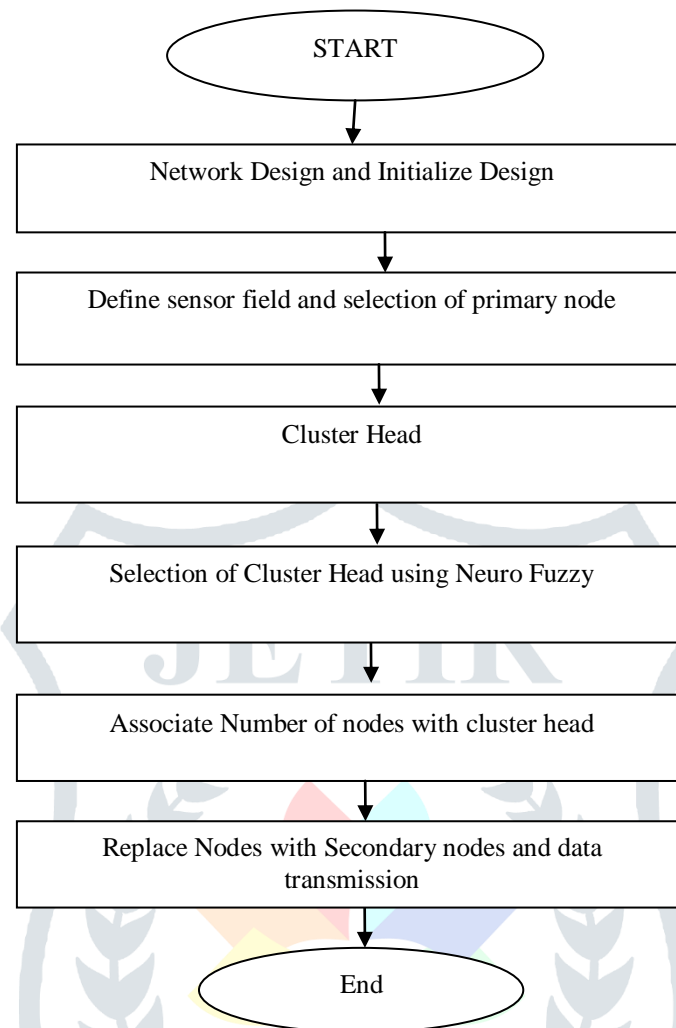 START
Network Design and Initialize Design
Define sensor field and selection of primary node
Cluster Head
Selection of Cluster Head using Neuro Fuzzy
JETIR
Associate Number of nodes with cluster head
Replace Nodes with Secondary nodes and data
transmission
End